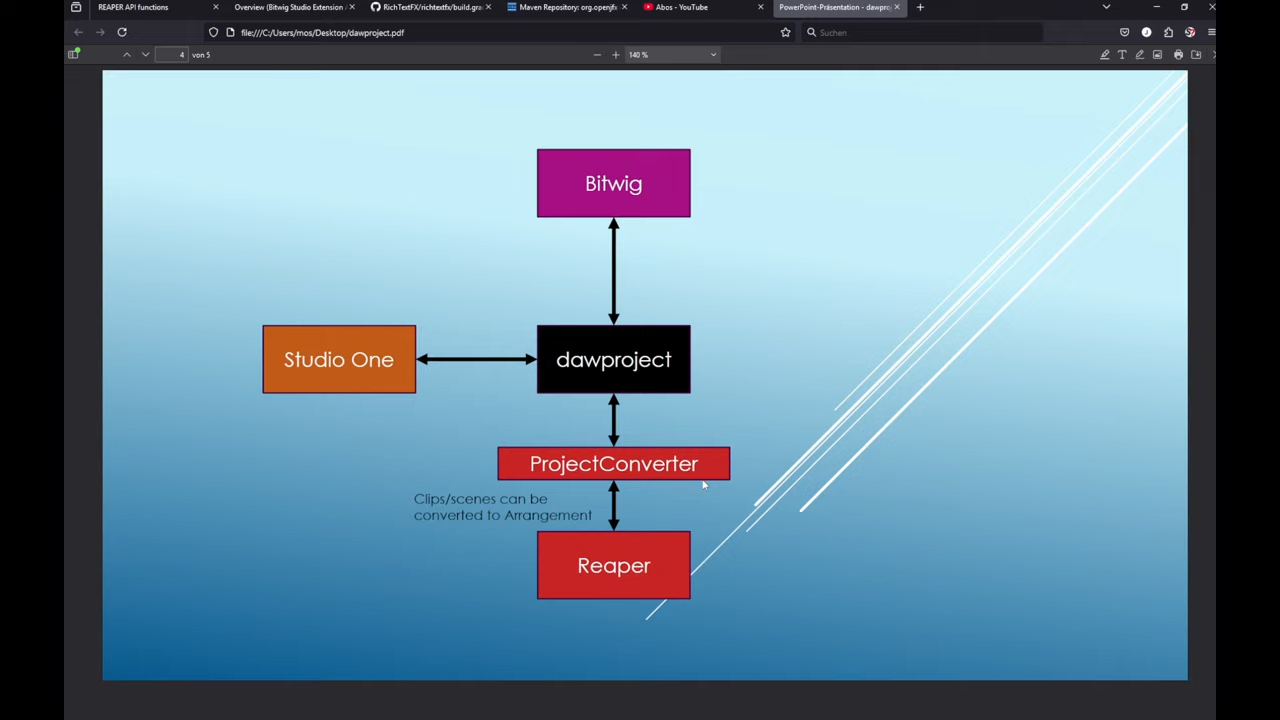 REAPER API functions
Overview (Bitwig Studio Extension
RichTextFX/richtextfx/build.gra
Maven Repository: org.openjfx
Abos - YouTube
PowerPoint-Präsentation - dawproj
file:///C:/Users/mos/Desktop/dawproject.pdf
Suchen
4 von 5
140 %
Bitwig
Studio One
dawproject
ProjectConverter
Clips/scenes can be
converted to Arrangement
Reaper